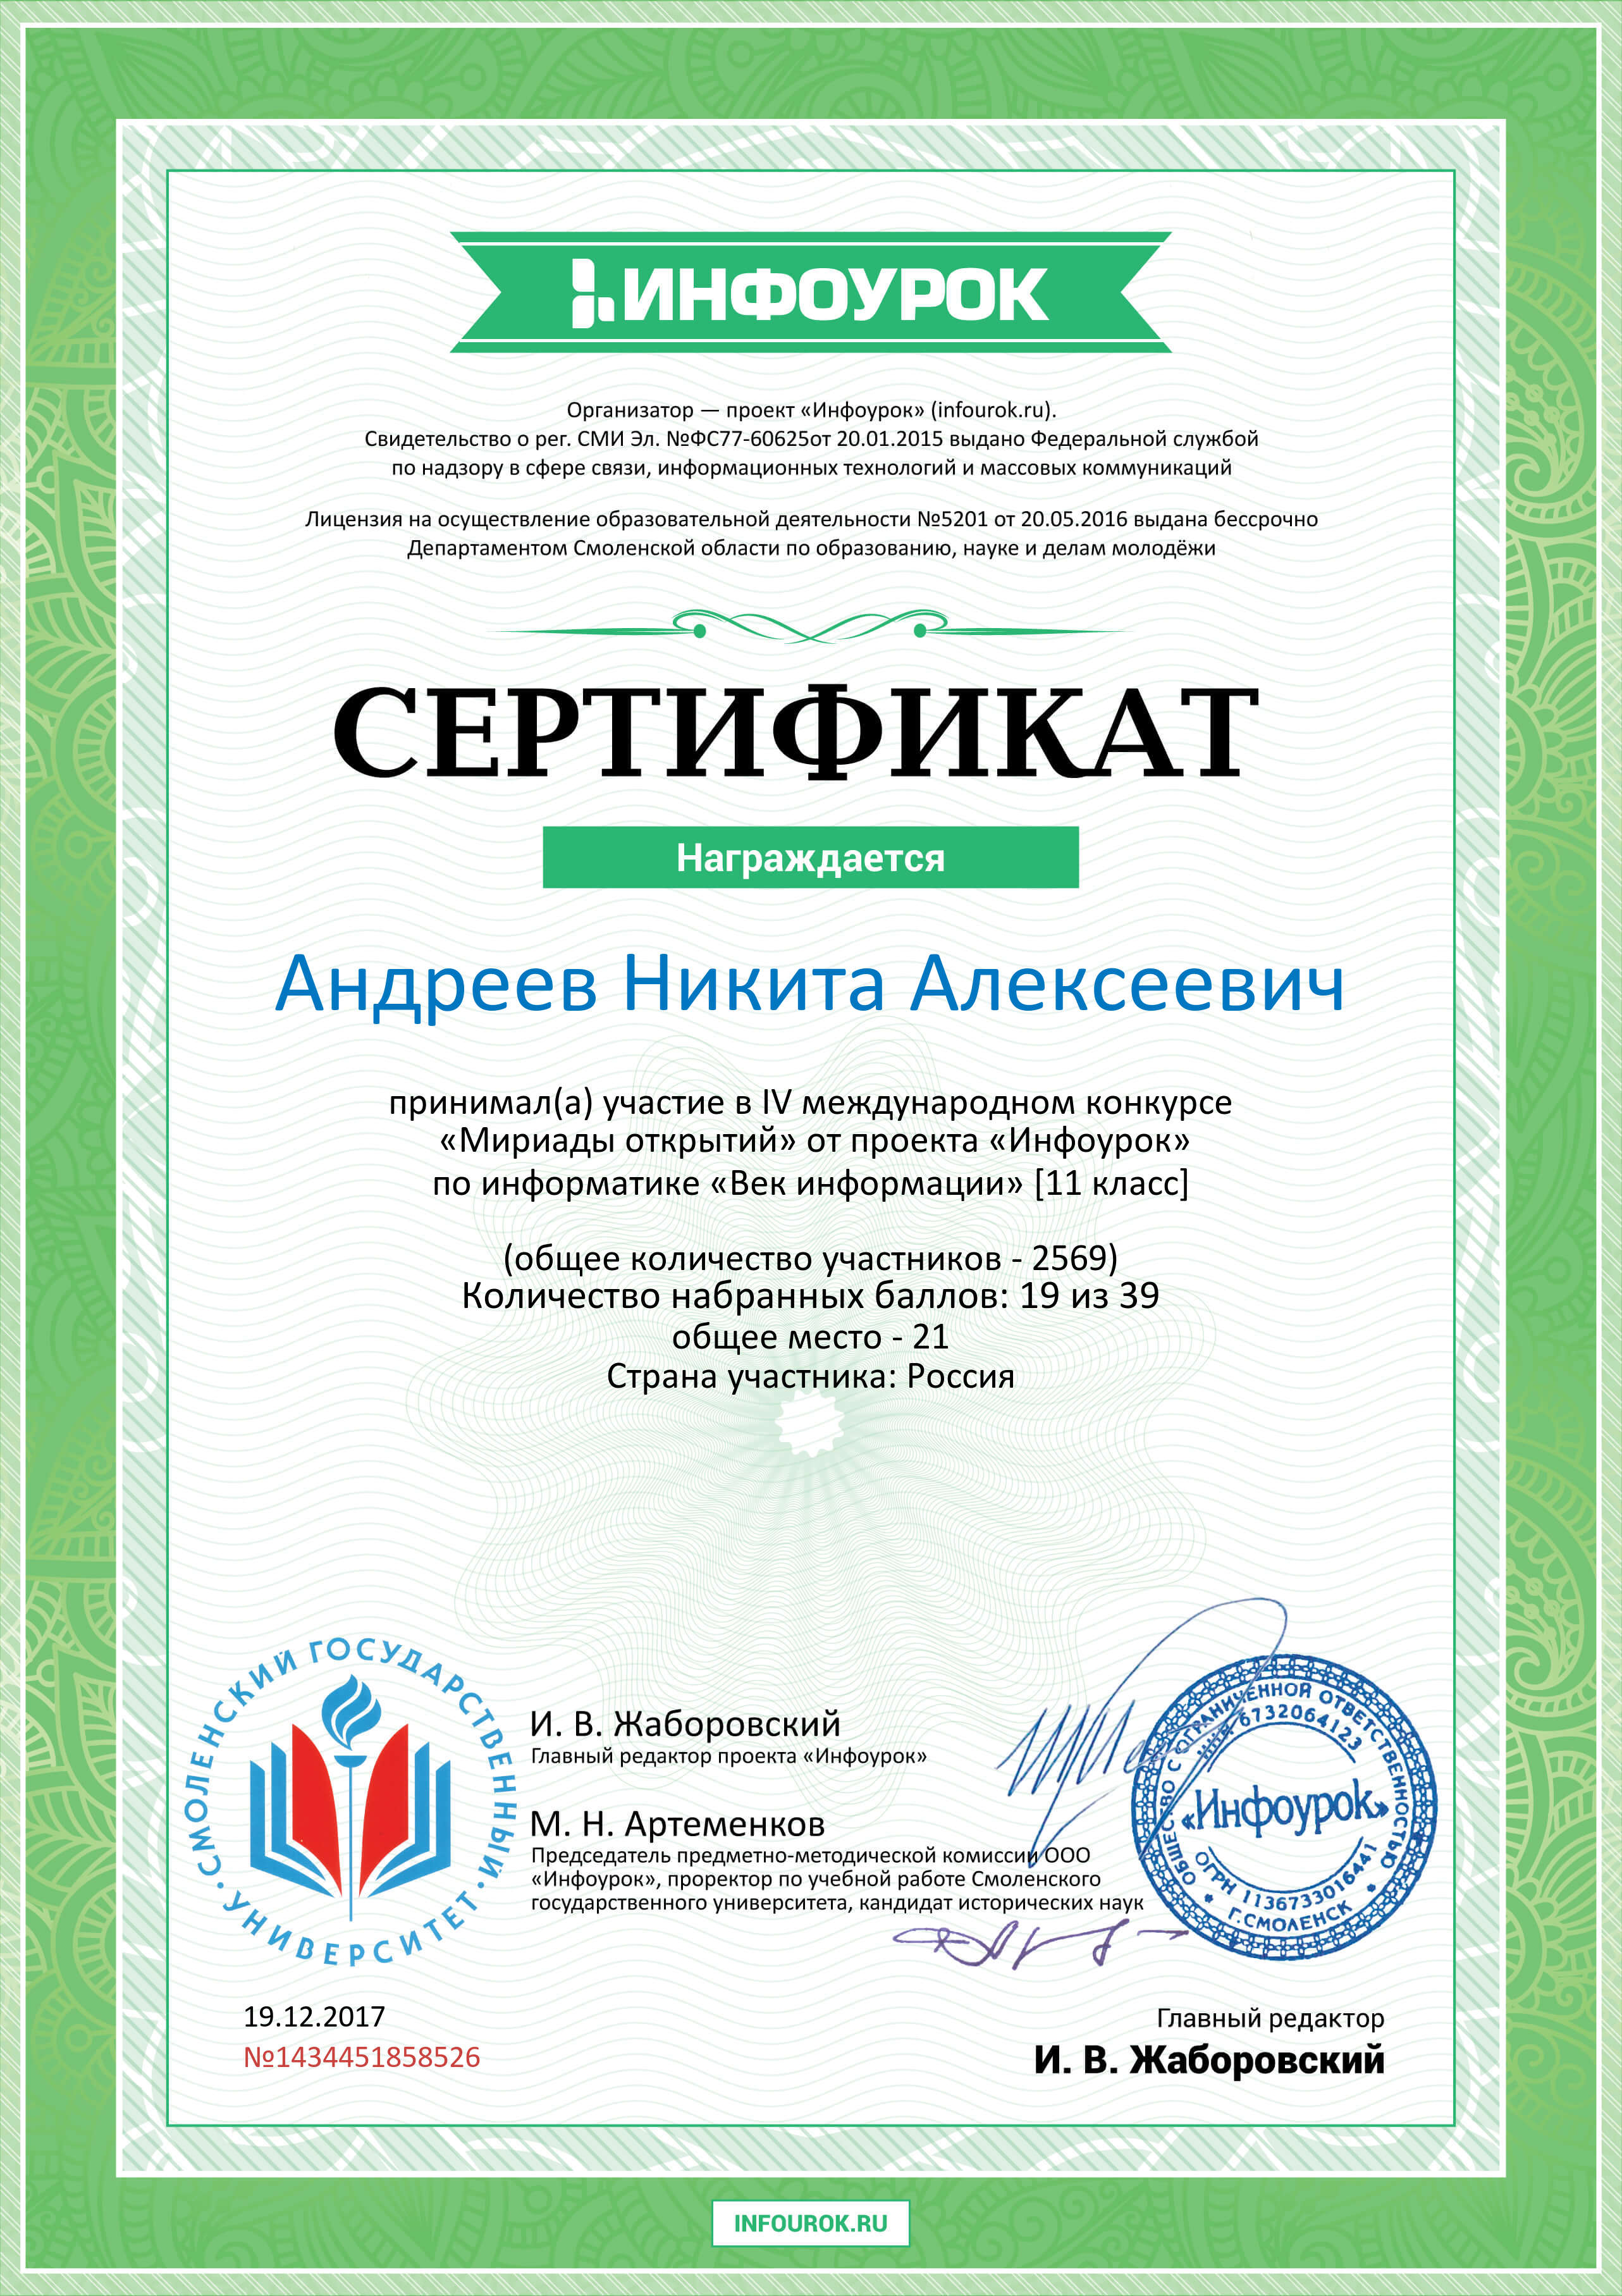 ИНФОУРОК
Организатор — проект «Инфоурок» (infourok.ru).
Свидетельство о рег. СМИ Эл. №ФС77-60625от 20.01.2015 выдано Федеральной службой
по надзору в сфере связи, информационных технологий и массовых коммуникаций
Лицензия на осуществление образовательной деятельности №5201 от 20.05.2016 выдана бессрочно
Департаментом Смоленской области по образованию, науке и делам молодёжи
СЕРТИФИКАТ
Награждается
Андреев Никита Алексеевич
принимал(а) участие в IV международном конкурсе
«Мириады открытий» от проекта «Инфоурок»
по информатике «Век информации» [11 класс]
(общее количество участников - 2569)
Количество набранных баллов: 19 из 39
общее место - 21
Страна участника: Россия
СМОЛЕНСКИЙ ГОСУДАРСТВЕННЫЙ
• УНИВЕРСИТЕТ •
И. В. Жаборовский
Главный редактор проекта «Инфоурок»
М. Н. Артеменков
Председатель предметно-методической комиссии ООО
«Инфоурок», проректор по учебной работе Смоленского
государственного университета, кандидат исторических наук
ОБЩЕСТВО С ОГРАНИЧЕННОЙ ОТВЕТСТВЕННОСТЬЮ
ИНН 6732064123
«Инфоурок»
ОГРН 1136733016441
Г.СМОЛЕНСК
19.12.2017
№1434451858526
Главный редактор
И. В. Жаборовский
INFOUROK.RU